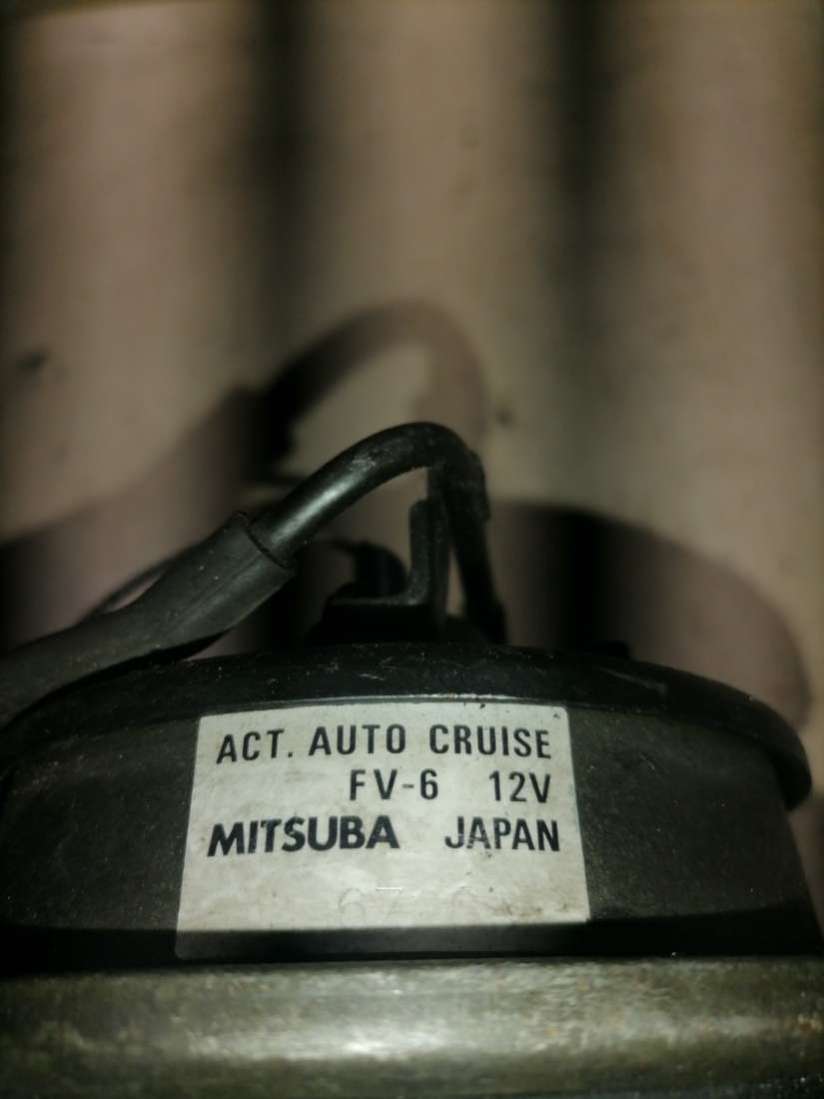 ACT. AUTO CRUISE
FV-6 12V
MITSUBA JAPAN